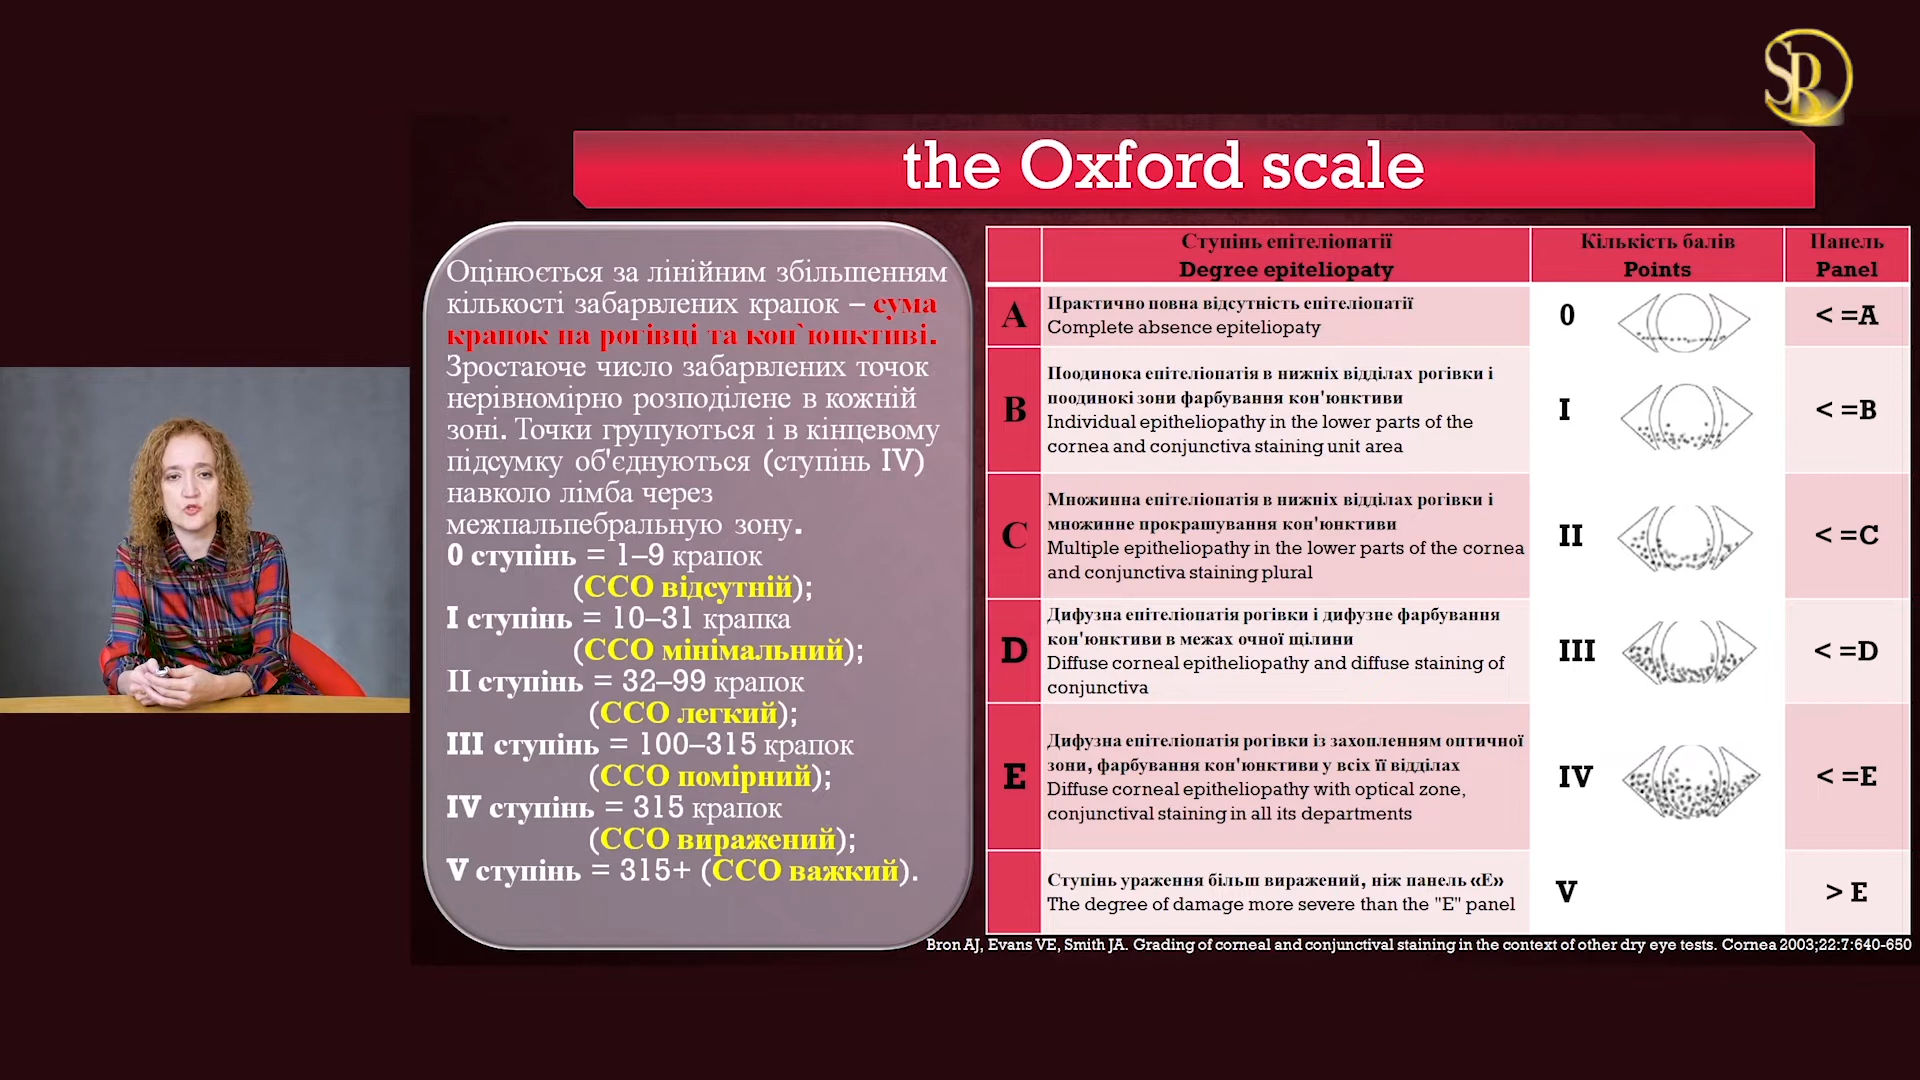 SR
the Oxford scale
Оцінюється за лінійним збільшенням
кількості забарвлених крапок – сума
крапок на рогівці та кон`юнктиві.
Зростаюче число забарвлених точок
нерівномірно розподілене в кожній
зоні. Точки групуються і в кінцевому
підсумку об'єднуються (ступінь IV)
навколо лімба через
межпальпебральную зону.
0 ступінь = 1–9 крапок
(ССО відсутній);
I ступінь = 10–31 крапка
(ССО мінімальний);
II ступінь = 32–99 крапок
(ССО легкий);
III ступінь = 100–315 крапок
(ССО помірний);
IV ступінь = 315 крапок
(ССО виражений);
V ступінь = 315+ (ССО важкий).
Ступінь епітеліопатії
Degree epiteliopaty
Кількість балів
Points
Панель
Panel
A
Практично повна відсутність епітеліопатії
Complete absence epiteliopaty
0
< =A
B
Поодинока епітеліопатія в нижніх відділах рогівки і
поодинокі зони фарбування кон'юнктиви
Individual epitheliopathy in the lower parts of the
cornea and conjunctiva staining unit area
I
< =B
C
Множинна епітеліопатія в нижніх відділах рогівки і
множинне прокрашування кон'юнктиви
Multiple epitheliopathy in the lower parts of the cornea
and conjunctiva staining plural
II
< =C
D
Дифузна епітеліопатія рогівки і дифузне фарбування
кон'юнктиви в межах очної щілини
Diffuse corneal epitheliopathy and diffuse staining of
conjunctiva
III
< =D
E
Дифузна епітеліопатія рогівки із захопленням оптичної
зони, фарбування кон'юнктиви у всіх її відділах
Diffuse corneal epitheliopathy with optical zone,
conjunctival staining in all its departments
IV
< =E
Ступінь ураження більш виражений, ніж панель «Е»
The degree of damage more severe than the "E" panel
V
> E
Bron AJ, Evans VE, Smith JA. Grading of corneal and conjunctival staining in the context of other dry eye tests. Cornea 2003;22:7:640-650